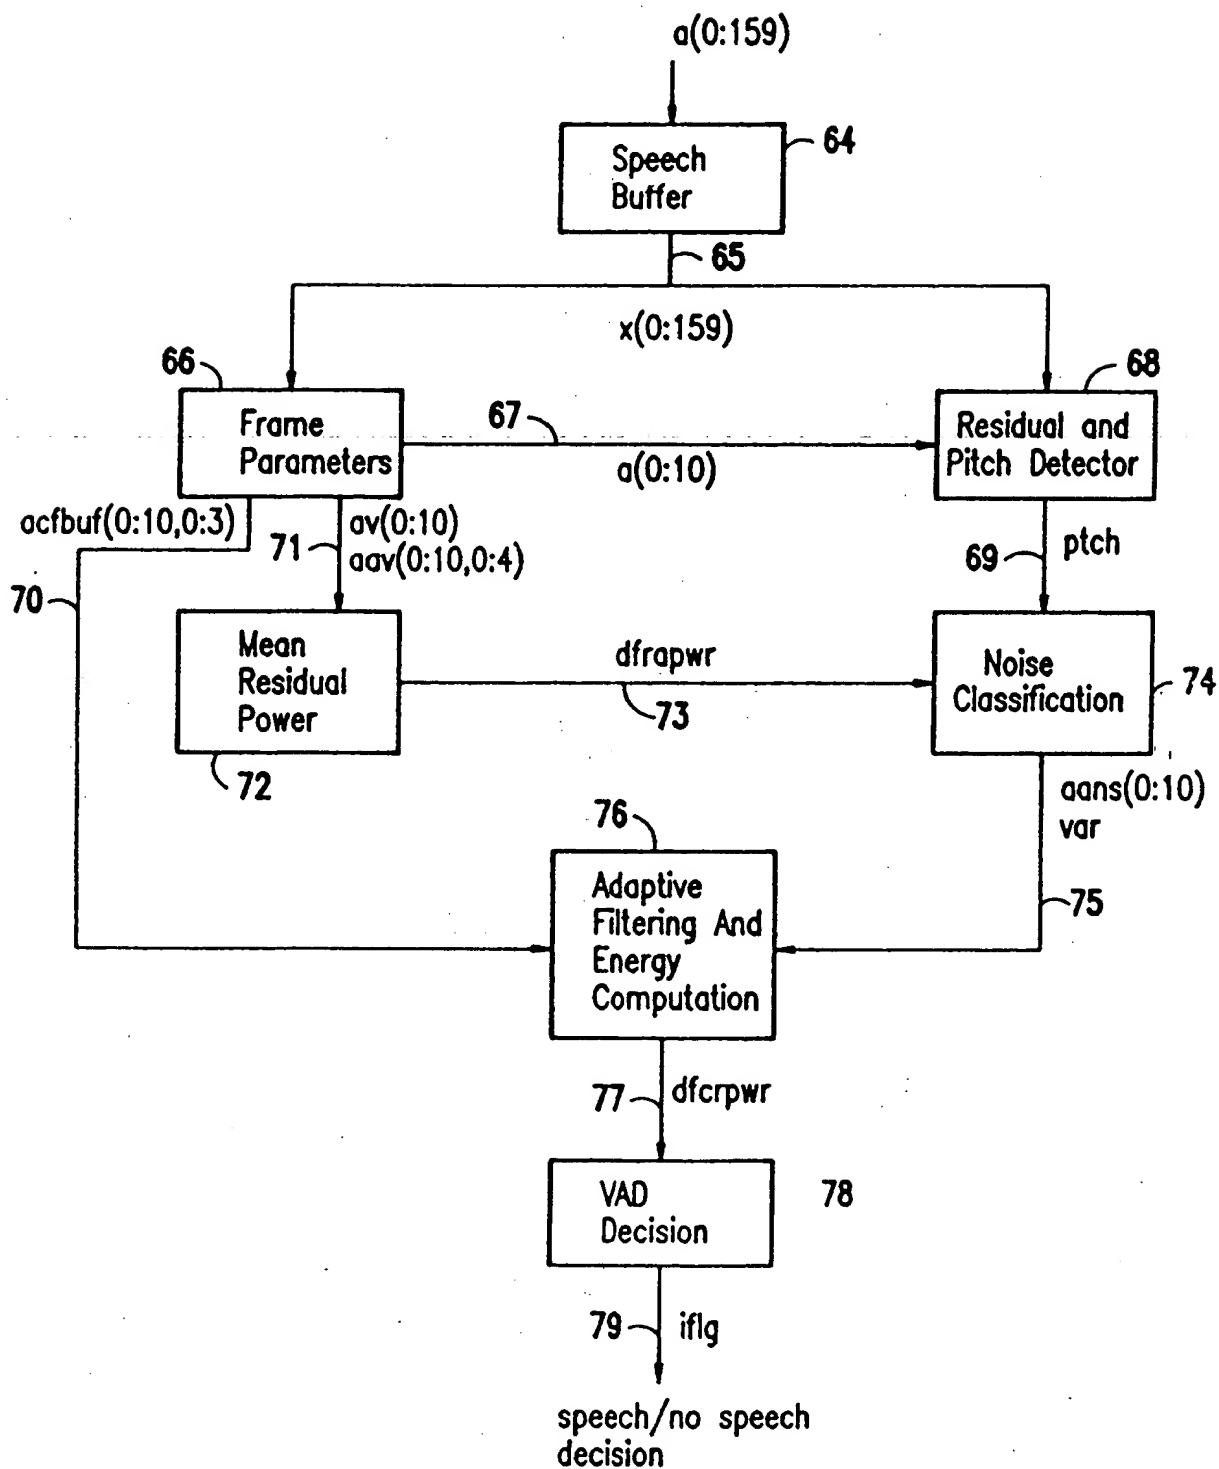 a(0:159)
Speech
Buffer
64
65
x(0:159)
66
68
Frame
Parameters
67
a(0:10)
Residual and
Pitch Detector
acfbuf(0:10,0:3)
71
av(0:10)
aav(0:10,0:4)
69
ptch
70
Mean
Residual
Power
72
dfrapwr
73
Noise
Classification
74
aans(0:10)
var
75
76
Adaptive
Filtering And
Energy
Computation
77
dfcrpwr
VAD
Decision
78
79
iflg
speech/no speech
decision